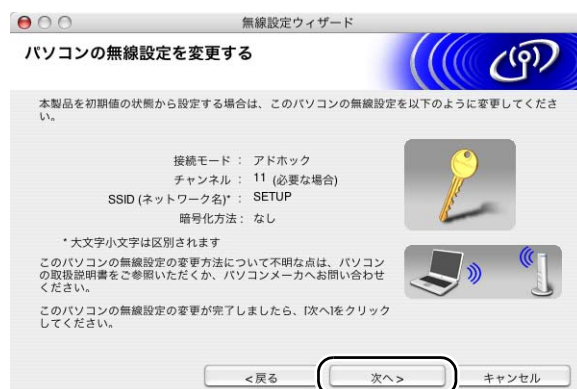 無線設定ウィザード
パソコンの無線設定を変更する
本製品を初期値の状態から設定する場合は、このパソコンの無線設定を以下のように変更してくださ
い。
接続モード : アドホック
チャンネル : 11 (必要な場合)
SSID (ネットワーク名)* : SETUP
暗号化方法 : なし
* 大文字小文字は区別されます
このパソコンの無線設定の変更方法について不明な点は、パソコン
の取扱説明書をご参照いただくか、パソコンメーカへお問い合わせ
ください。
このパソコンの無線設定の変更が完了しましたら、[次へ]をクリック
してください。
<戻る 次へ> キャンセル